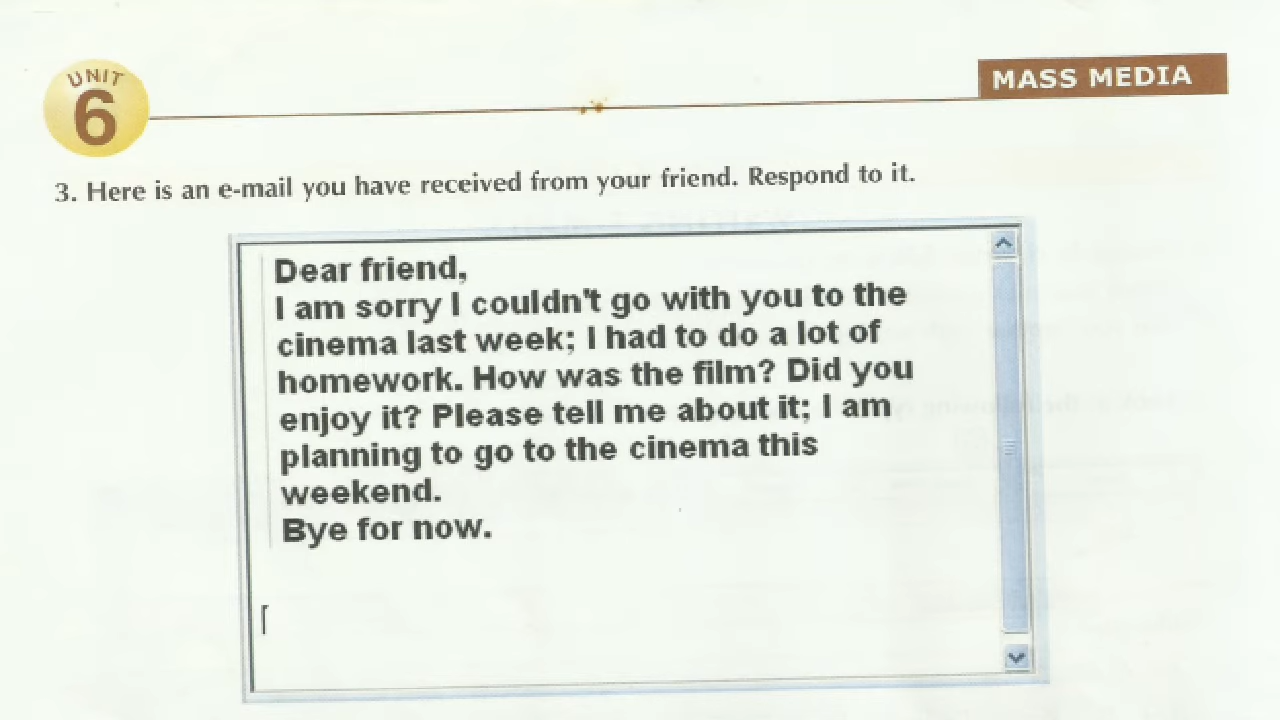 UNIT
6
MASS MEDIA
3. Here is an e-mail you have received from your friend. Respond to it.
Dear friend,
I am sorry I couldn't go with you to the
cinema last week; I had to do a lot of
homework. How was the film? Did you
enjoy it? Please tell me about it; I am
planning to go to the cinema this
weekend.
Bye for now.